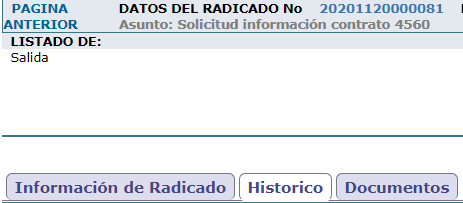 PAGINA ANTERIOR
DATOS DEL RADICADO No 20201120000081
Asunto: Solicitud información contrato 4560
LISTADO DE:
Salida
Información de Radicado
Historico
Documentos